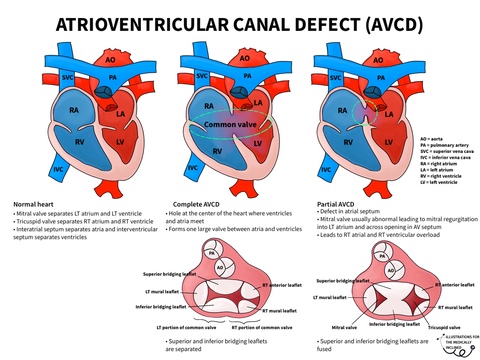 ATRIOVENTRICULAR CANAL DEFECT (AVCD)
AO
SVC
PA
LA
RA
RV
LV
IVC
AO
SVC
PA
RA
LA
Common valve
RV
LV
IVC
AO
SVC
PA
RA
LA
RV
LV
IVC
AO = aorta
PA = pulmonary artery
SVC = superior vena cava
IVC = inferior vena cava
RA = right atrium
LA = left atrium
RV = right ventricle
LV = left ventricle
Normal heart
• Mitral valve separates LT atrium and LT ventricle
• Tricuspid valve separates RT atrium and RT ventricle
• Interatrial septum separates atria and interventricular
septum separates ventricles
Complete AVCD
• Hole at the center of the heart where ventricles
and atria meet
• Forms one large valve between atria and ventricles
Partial AVCD
• Defect in atrial septum
• Mitral valve usually abnormal leading to mitral regurgitation
into LT atrium and across opening in AV septum
• Leads to RT atrial and RT ventricular overload
PA
AO
Superior bridging leaflet
RT anterior leaflet
LT mural leaflet
Inferior bridging leaflet
RT mural leaflet
LT portion of common valve
RT portion of common valve
• Superior and inferior bridging leaflets
are separated
PA
AO
Superior bridging leaflet
RT anterior leaflet
LT mural leaflet
RT mural leaflet
Inferior bridging leaflet
Mitral valve
Tricuspid valve
• Superior and inferior bridging leaflets are
fused
ILLUSTRATIONS FOR
THE MEDICALLY
INCLINED